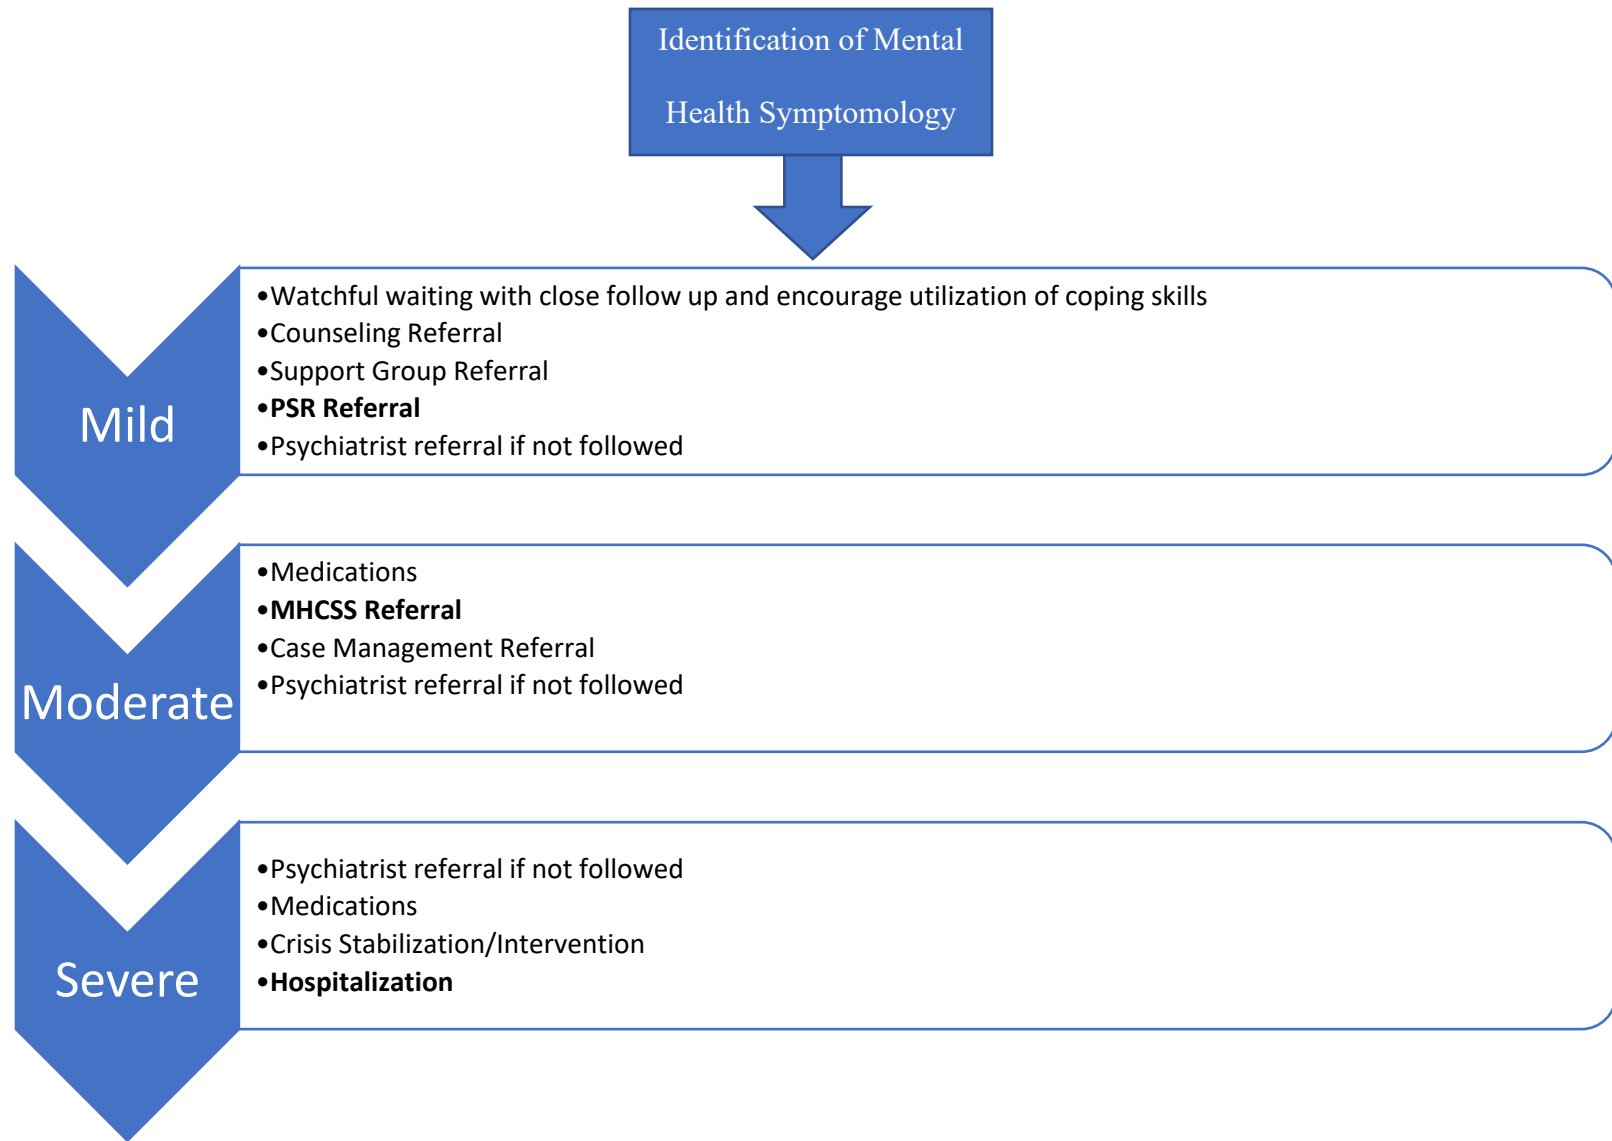 Identification of Mental
Health Symptomology
Mild
•Watchful waiting with close follow up and encourage utilization of coping skills
•Counseling Referral
•Support Group Referral
•PSR Referral
•Psychiatrist referral if not followed
Moderate
•Medications
•MHCSS Referral
•Case Management Referral
•Psychiatrist referral if not followed
Severe
•Psychiatrist referral if not followed
•Medications
•Crisis Stabilization/Intervention
•Hospitalization